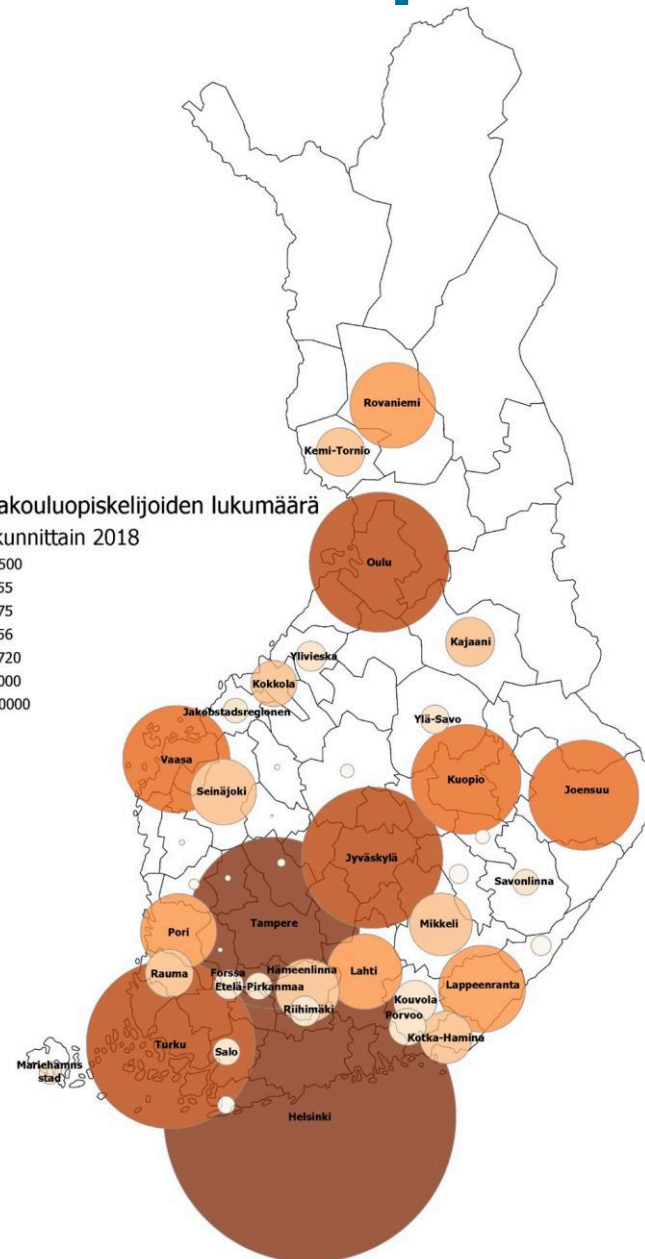 akouluopiskelijoiden lukumäärä
kunnittain 2018
500
55
75
56
720
000
0000
Rovaniemi
Kemi-Tornio
Oulu
Kajaani
Ylivieska
Kokkola
Jakobstadsregionen
Ylä-Savo
Vaasa
Kuopio
Joensuu
Seinäjoki
Jyväskylä
Savonlinna
Tampere
Mikkeli
Pori
Hämeenlinna
Lahti
Rauma
Forssa
Etelä-Pirkanmaa
Lappeenranta
Kouvola
Riihimäki
Porvoo
Kotka-Hamina
Turku
Salo
Mariehamns
stad
Helsinki